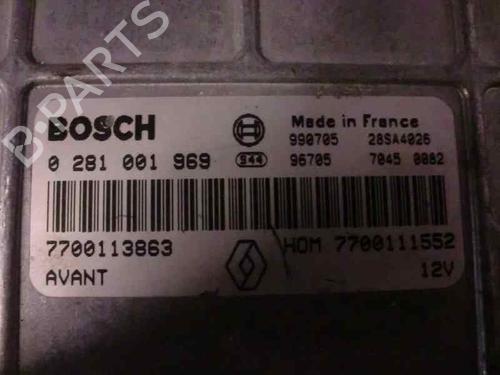 B-PARTS
BOSCH
Made in France
990705 28SA4026
0 281 001 969 S44 96705 7045 0082
7700113863 HOM 7700111552
AVANT 12V